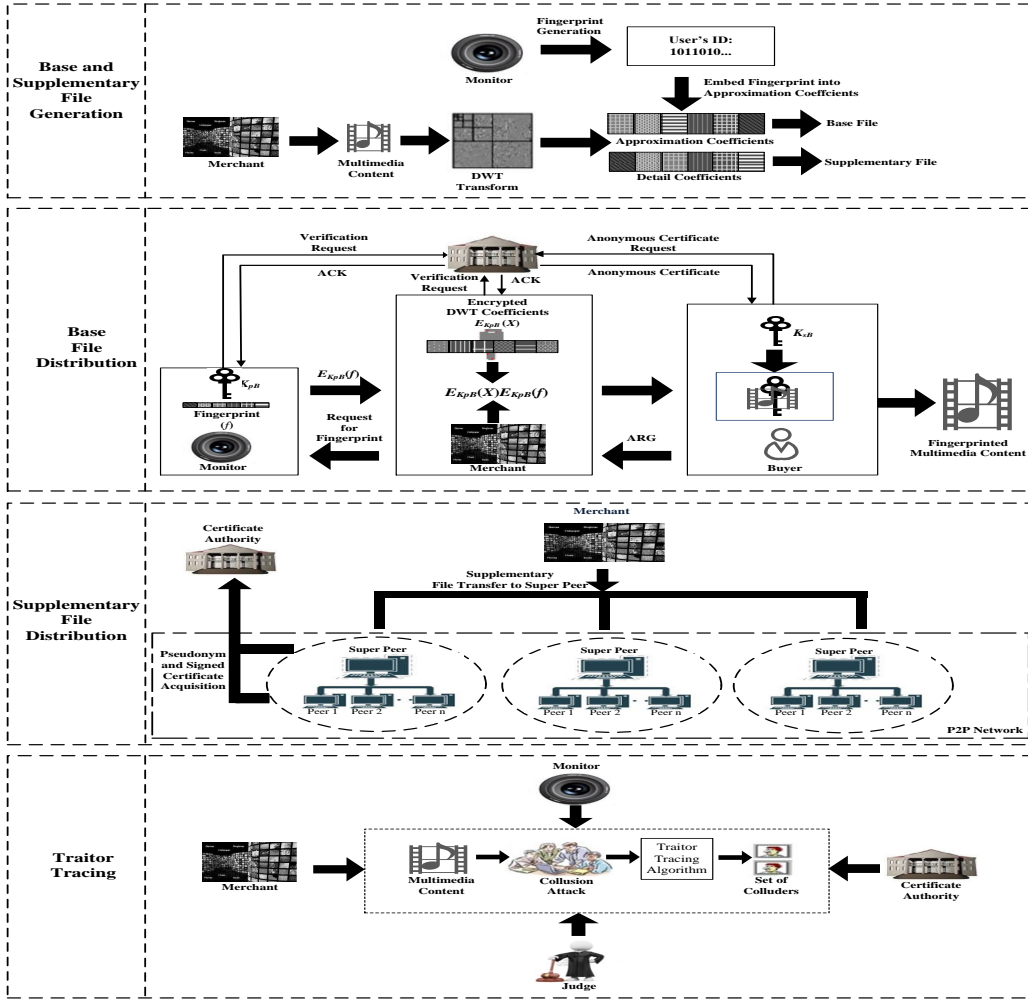 Base and
Supplementary
File
Generation
Fingerprint
Generation
User's ID:
1011010...
Monitor
Embed Fingerprint into
Approximation Coeffcients
Base File
Merchant
Multimedia
Content
DWT
Transform
Approximation Coefficients
Supplementary File
Detail Coefficients
Base
File
Distribution
Verification
Request
ACK
Verification
Request
ACK
Anonymous Certificate
Request
Anonymous Certificate
Encrypted
DWT Coefficients
E_KpB(X)
K_sB
K_pB
E_KpB(f)
E_KpB(X)E_KpB(f)
Fingerprint
(f)
Request
for
Fingerprint
Monitor
Merchant
ARG
Buyer
Fingerprinted
Multimedia Content
Supplementary
File
Distribution
Certificate
Authority
Merchant
Supplementary
File Transfer to Super Peer
Pseudonym
and Signed
Certificate
Acquisition
Super Peer
Peer 1 Peer 2 Peer n
Super Peer
Peer 1 Peer 2 Peer n
Super Peer
Peer 1 Peer 2 Peer n
P2P Network
Traitor
Tracing
Monitor
Merchant
Multimedia
Content
Collusion
Attack
Traitor
Tracing
Algorithm
Set of
Colluders
Certificate
Authority
Judge